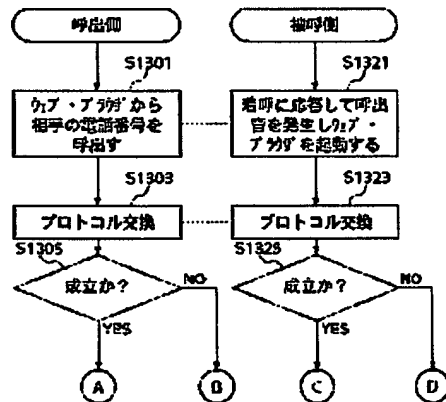 呼出側
被呼側
S1301
S1321
ウェブ・ブラウザから
相手の電話番号を
呼出す
着呼に応答して呼出
音を発生しウェブ・
ブラウザを起動する
S1303
S1323
プロトコル交換
プロトコル交換
S1305
S1325
成立か?
NO
成立か?
NO
YES
YES
A
B
C
D